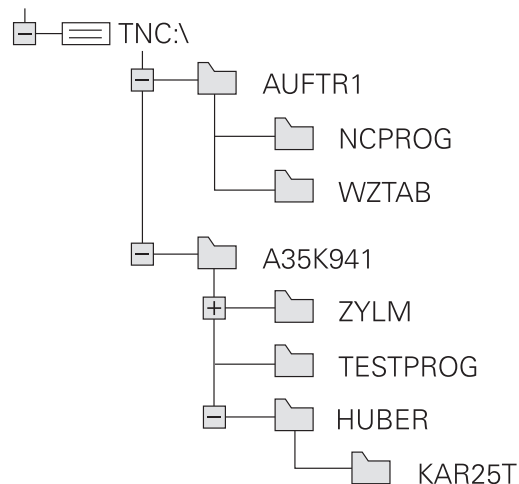 TNC:\
AUFTR1
NCPROG
WZTAB
A35K941
ZYLM
TESTPROG
HUBER
KAR25T